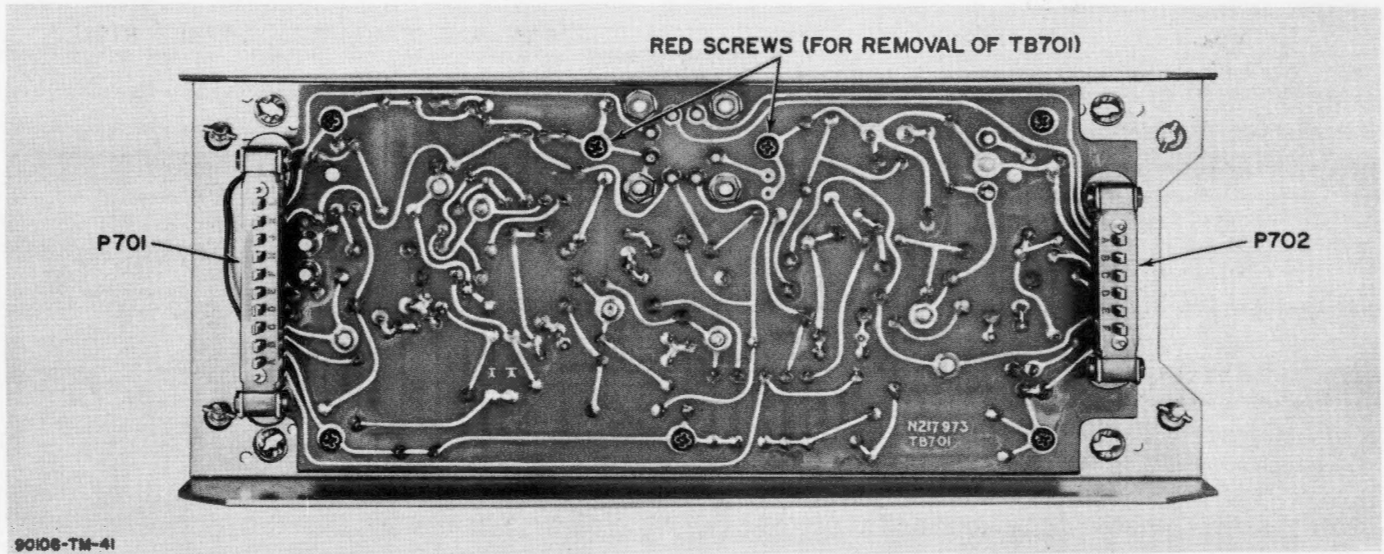 RED SCREWS (FOR REMOVAL OF TB701)
P701
P702
N217973
TB701
90106-TM-41